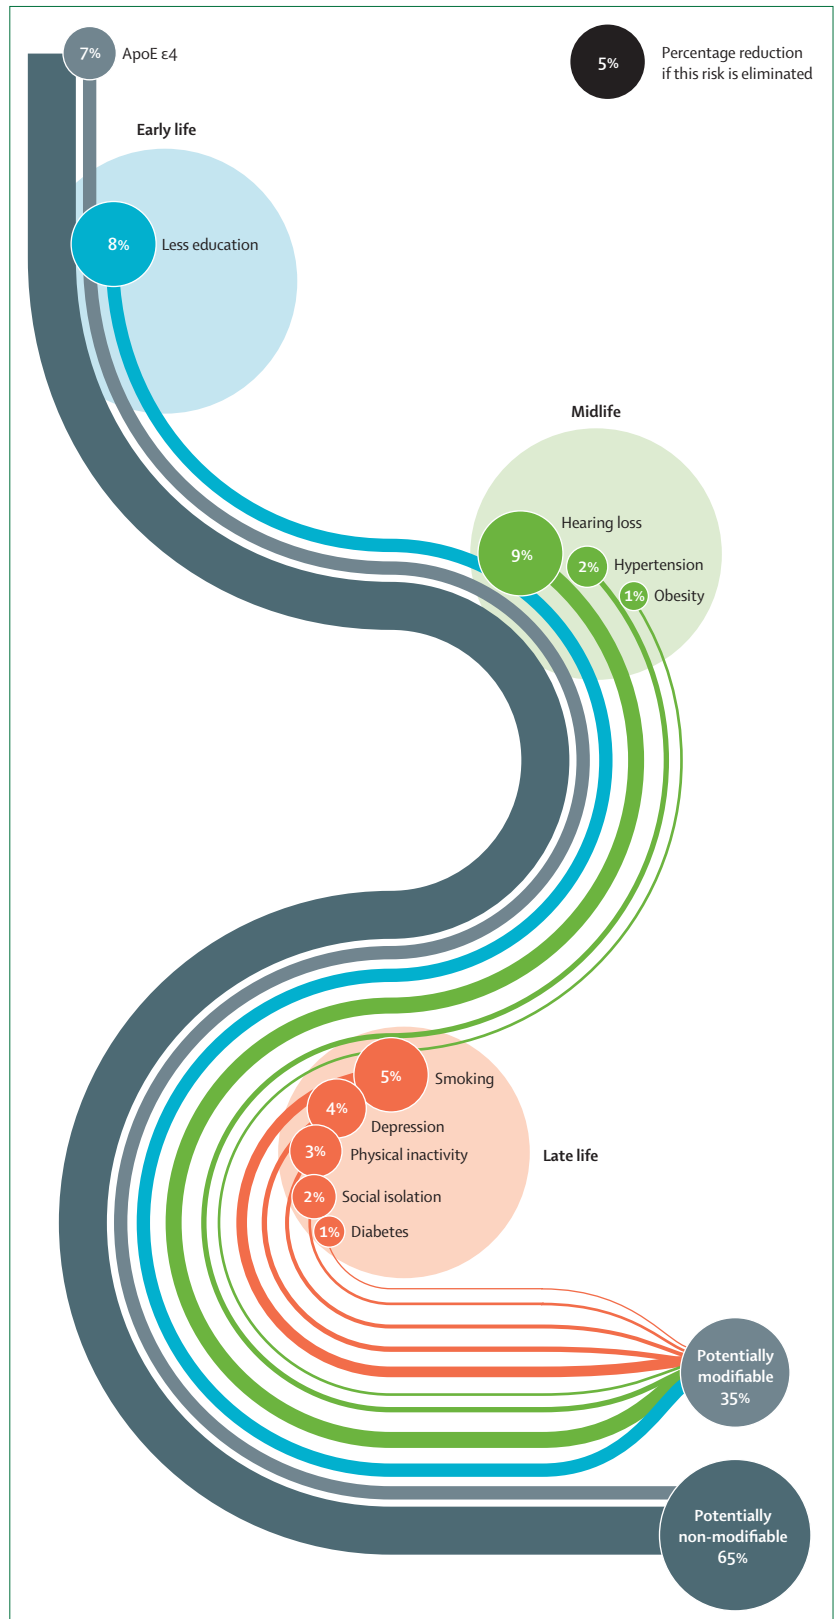 7%
ApoE ε4
5%
Percentage reduction
if this risk is eliminated
Early life
8%
Less education
Midlife
Hearing loss
9%
2%
Hypertension
1%
Obesity
5%
Smoking
4%
Depression
3%
Physical inactivity
Late life
2%
Social isolation
1%
Diabetes
Potentially
modifiable
35%
Potentially
non-modifiable
65%